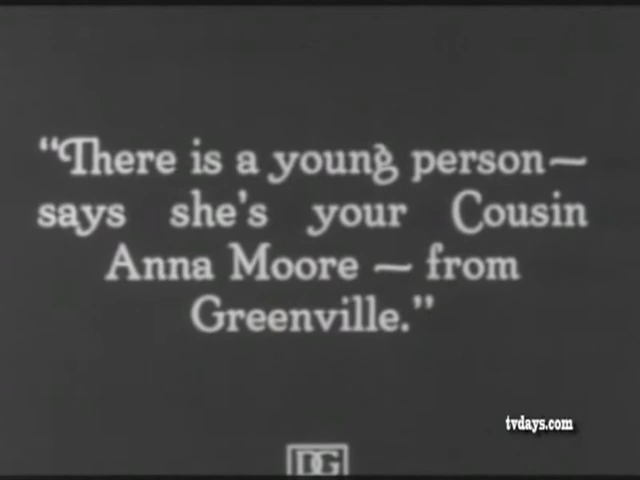 “There is a young person—
says she's your Cousin
Anna Moore — from
Greenville.”
tvdays.com
DG